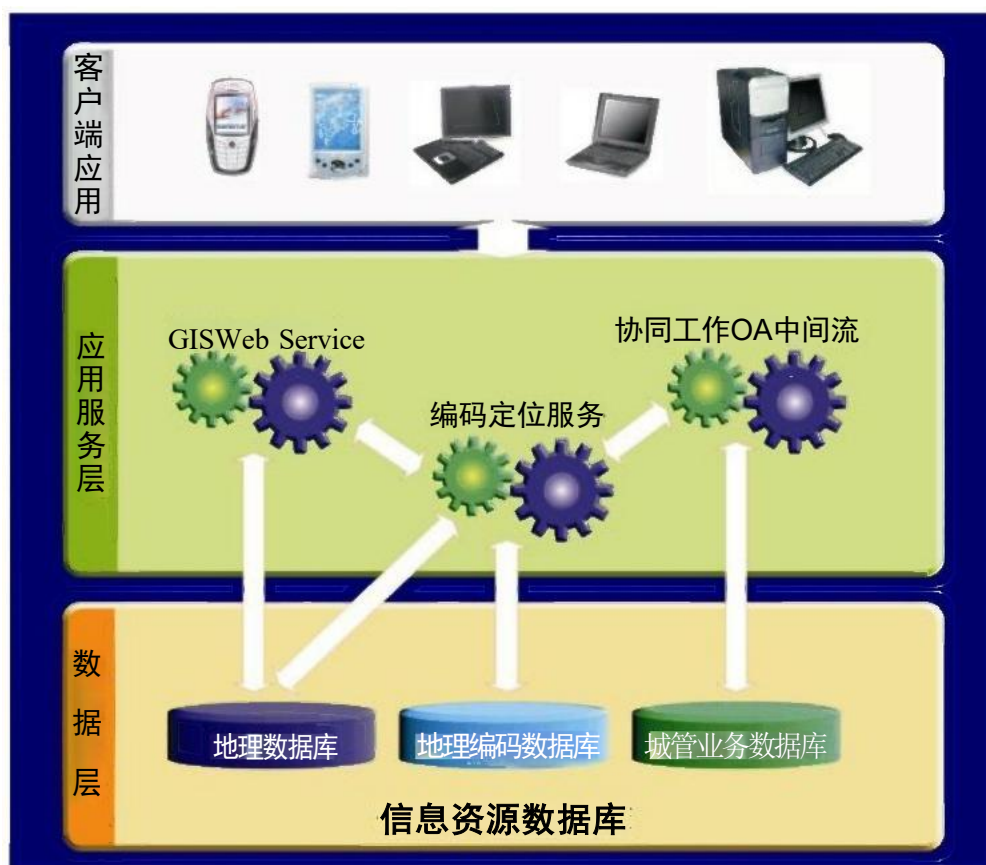 客户端应用
应用服务层
GISWeb Service
协同工作OA中间流
编码定位服务
数据层
地理数据库
地理编码数据库
城管业务数据库
信息资源数据库